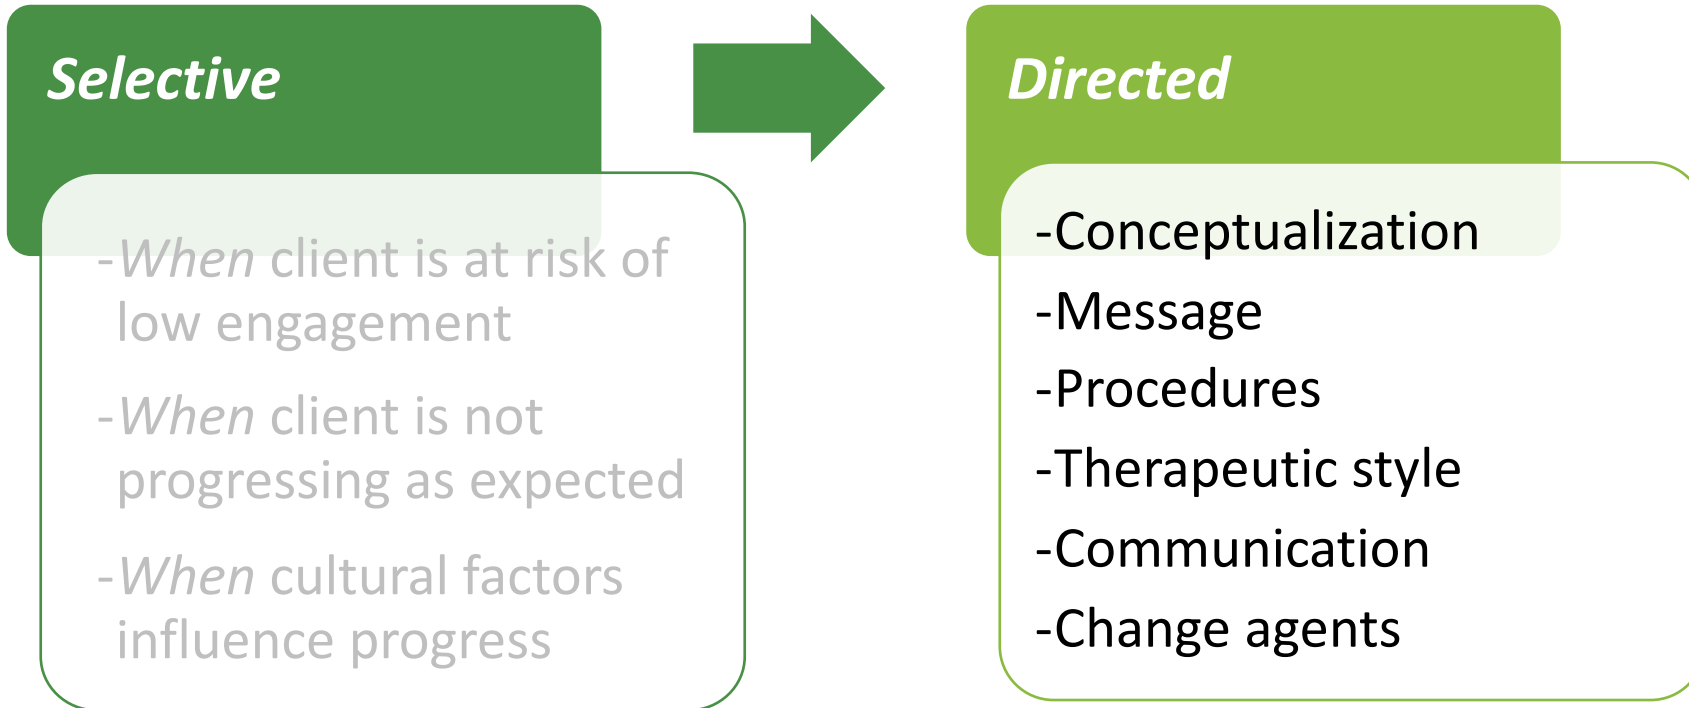 Selective
-When client is at risk of
low engagement
-When client is not
progressing as expected
-When cultural factors
influence progress
Directed
-Conceptualization
-Message
-Procedures
-Therapeutic style
-Communication
-Change agents